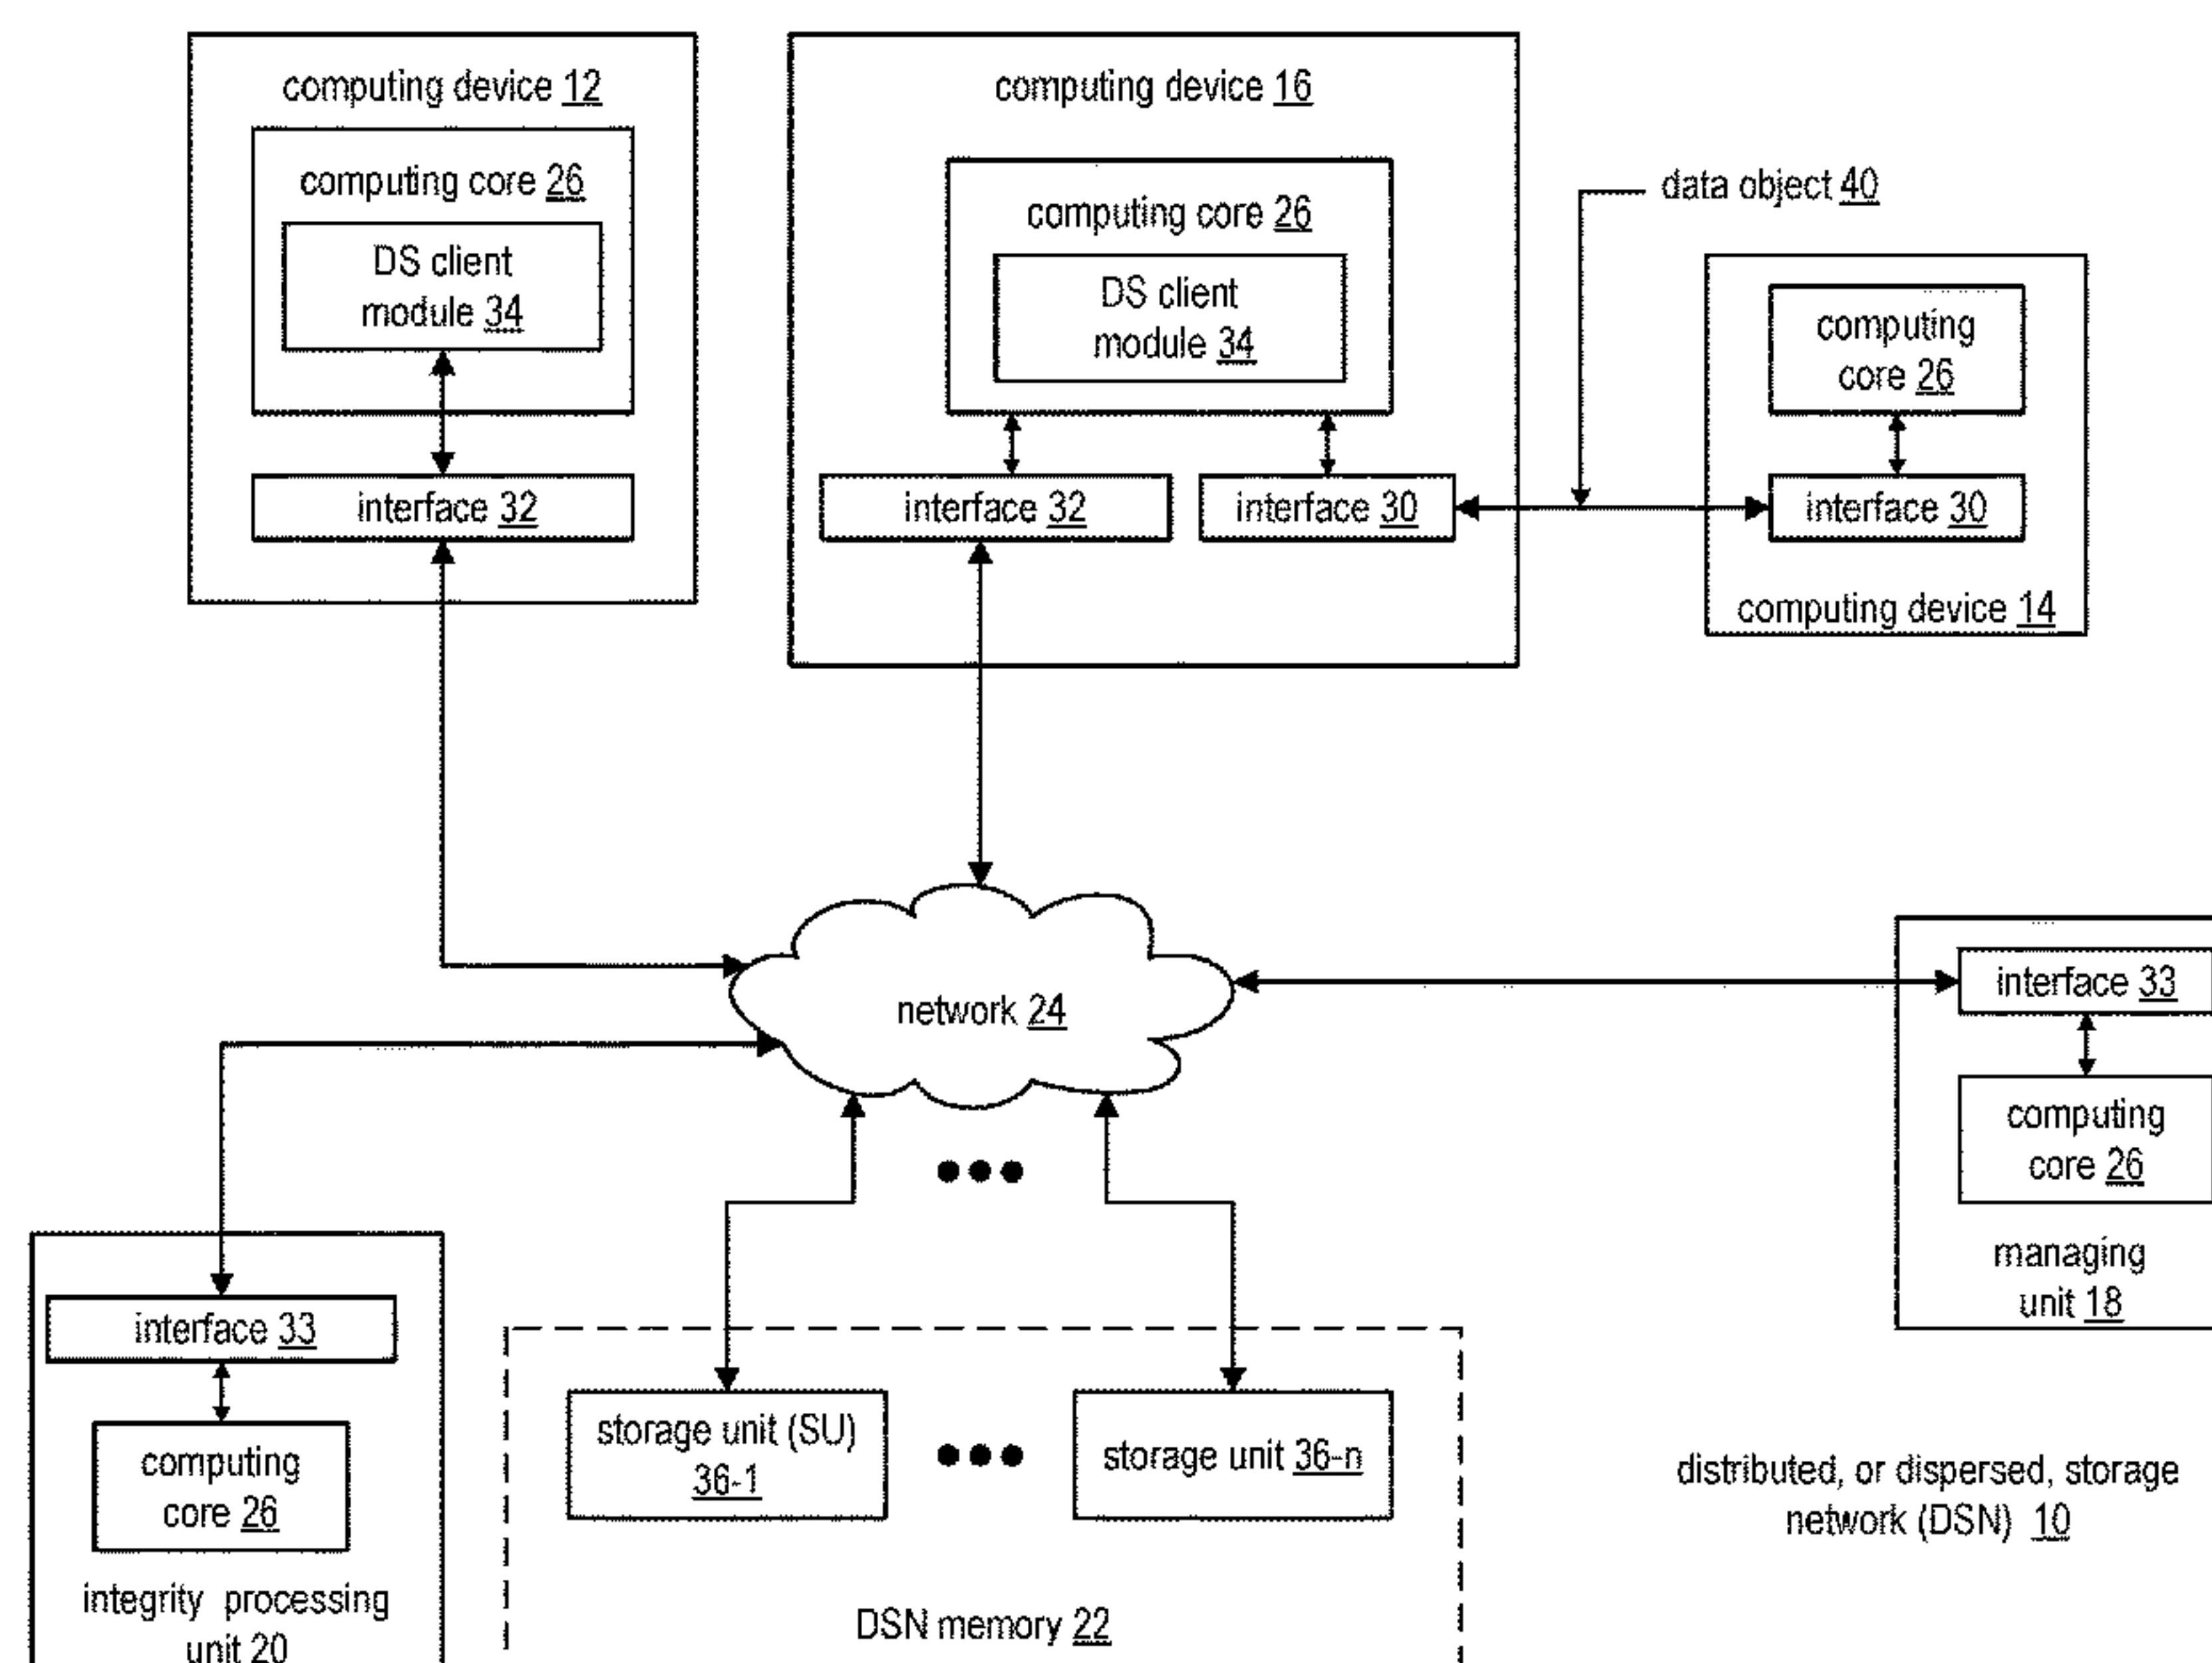 computing device 12
computing core 26
DS client
module 34
interface 32
computing device 16
computing core 26
DS client
module 34
interface 32
interface 30
data object 40
computing
core 26
interface 30
computing device 14
network 24
interface 33
computing
core 26
managing
unit 18
interface 33
computing
core 26
integrity processing
unit 20
storage unit (SU)
36-1
storage unit 36-n
DSN memory 22
distributed, or dispersed, storage
network (DSN) 10